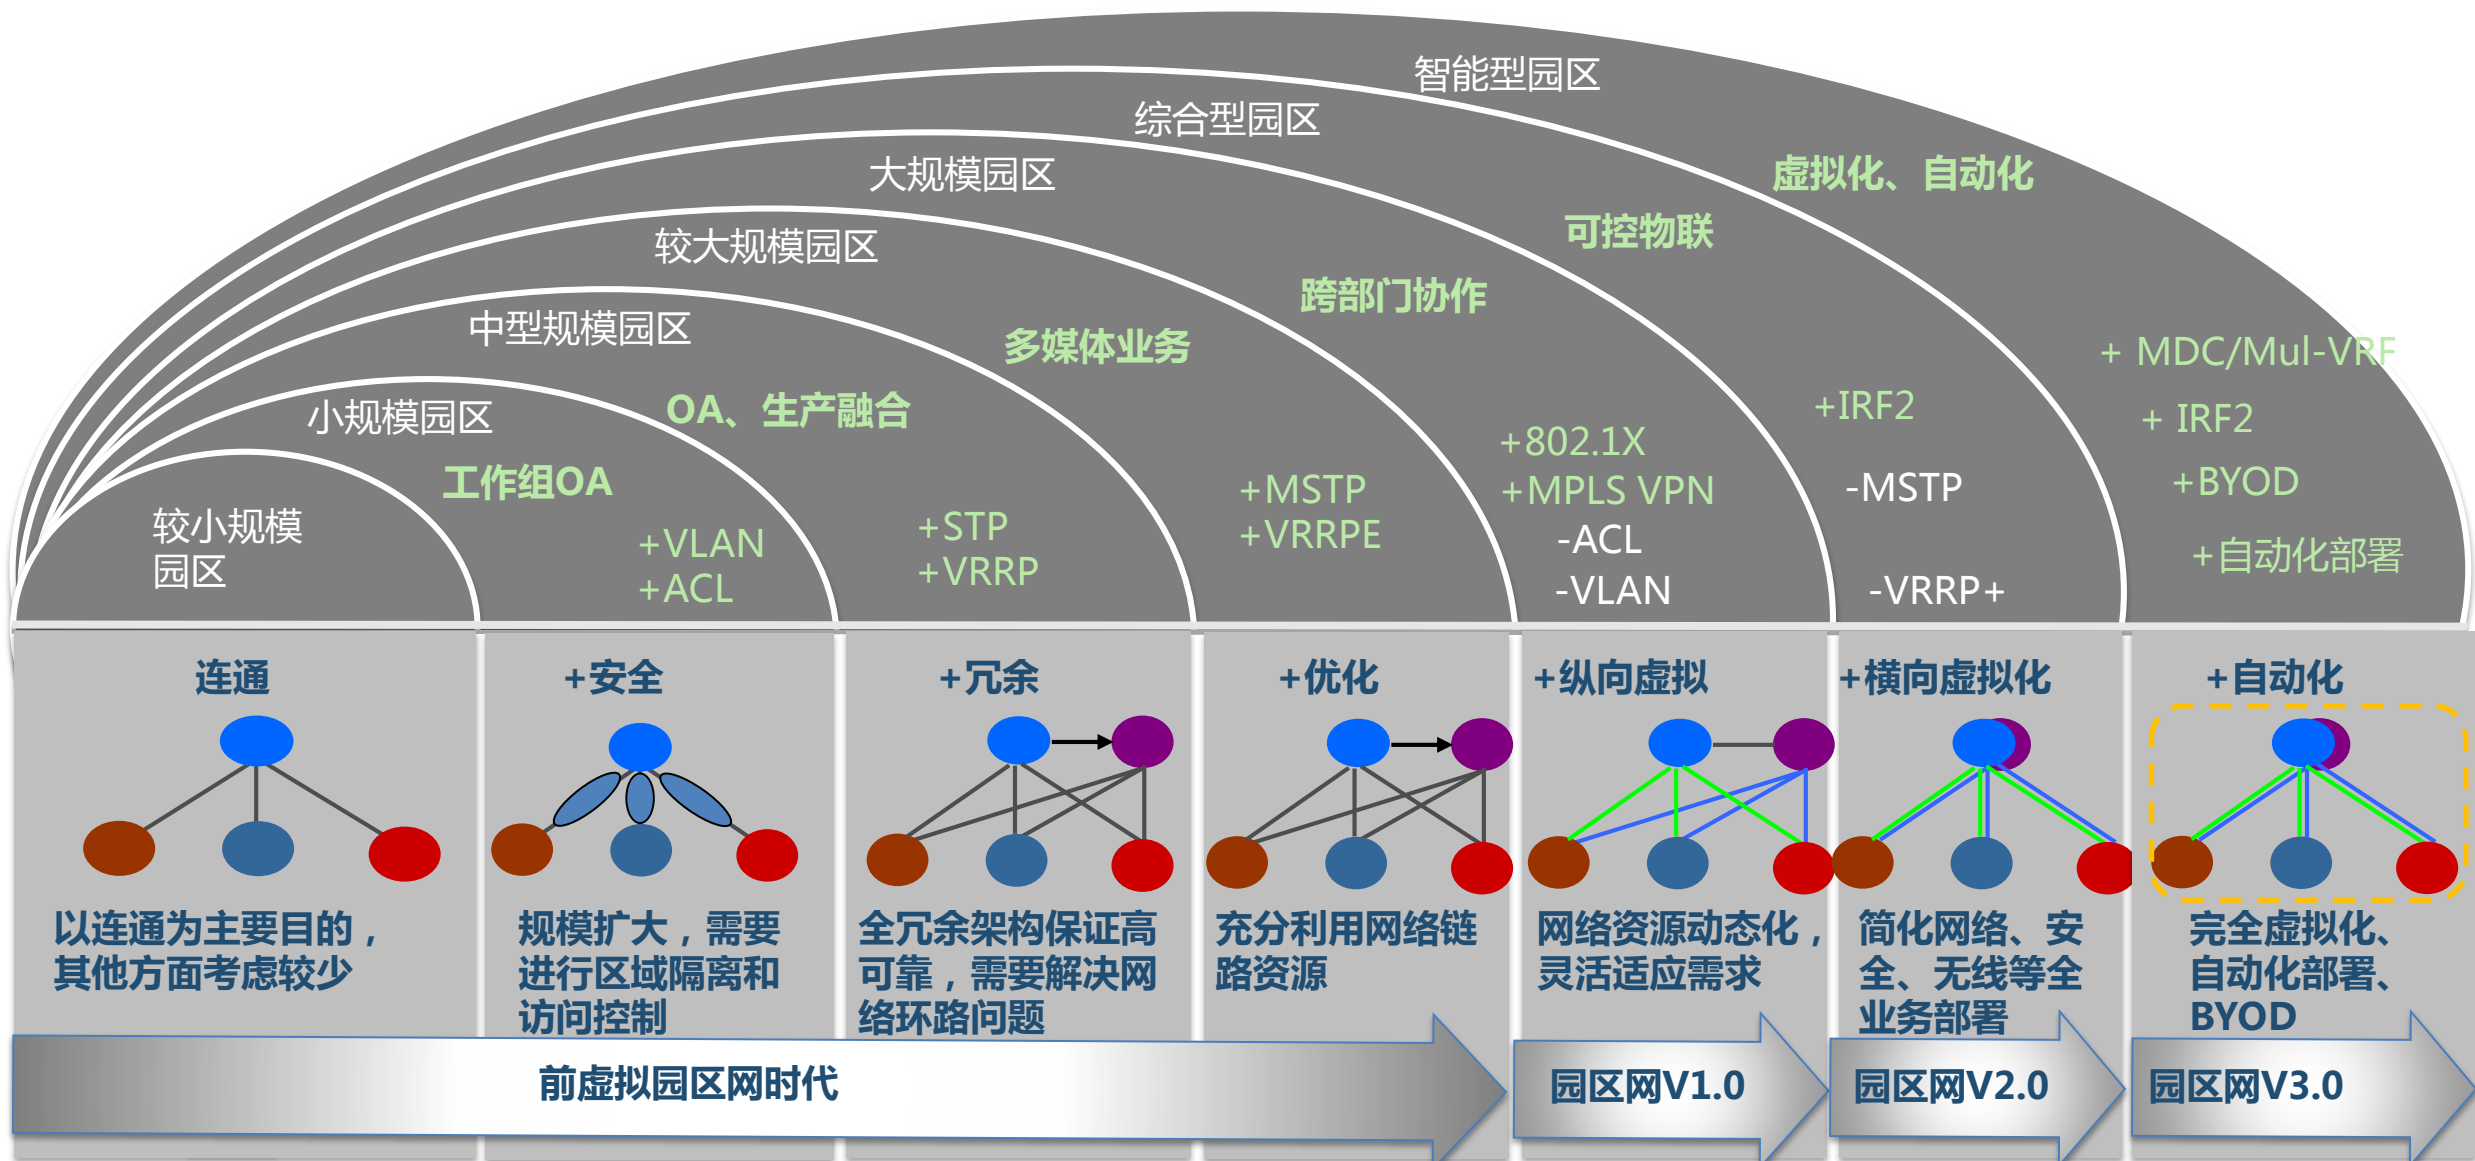 智能型园区
综合型园区
大规模园区
较大规模园区
中型规模园区
小规模园区
较小规模
园区
虚拟化、自动化
可控物联
跨部门协作
多媒体业务
OA、生产融合
工作组OA
+VLAN
+ACL
+STP
+VRRP
+MSTP
+VRRPE
+802.1X
+MPLS VPN
-ACL
-VLAN
+IRF2
-MSTP
-VRRP+
+ MDC/Mul-VRF
+ IRF2
+BYOD
+自动化部署
连通
以连通为主要目的，
其他方面考虑较少
+安全
规模扩大，需要
进行区域隔离和
访问控制
+冗余
全冗余架构保证高
可靠，需要解决网
络环路问题
+优化
充分利用网络链
路资源
+纵向虚拟
网络资源动态化，
灵活适应需求
+横向虚拟化
简化网络、安
全、无线等全
业务部署
+自动化
完全虚拟化、
自动化部署、
BYOD
前虚拟园区网时代
园区网V1.0
园区网V2.0
园区网V3.0